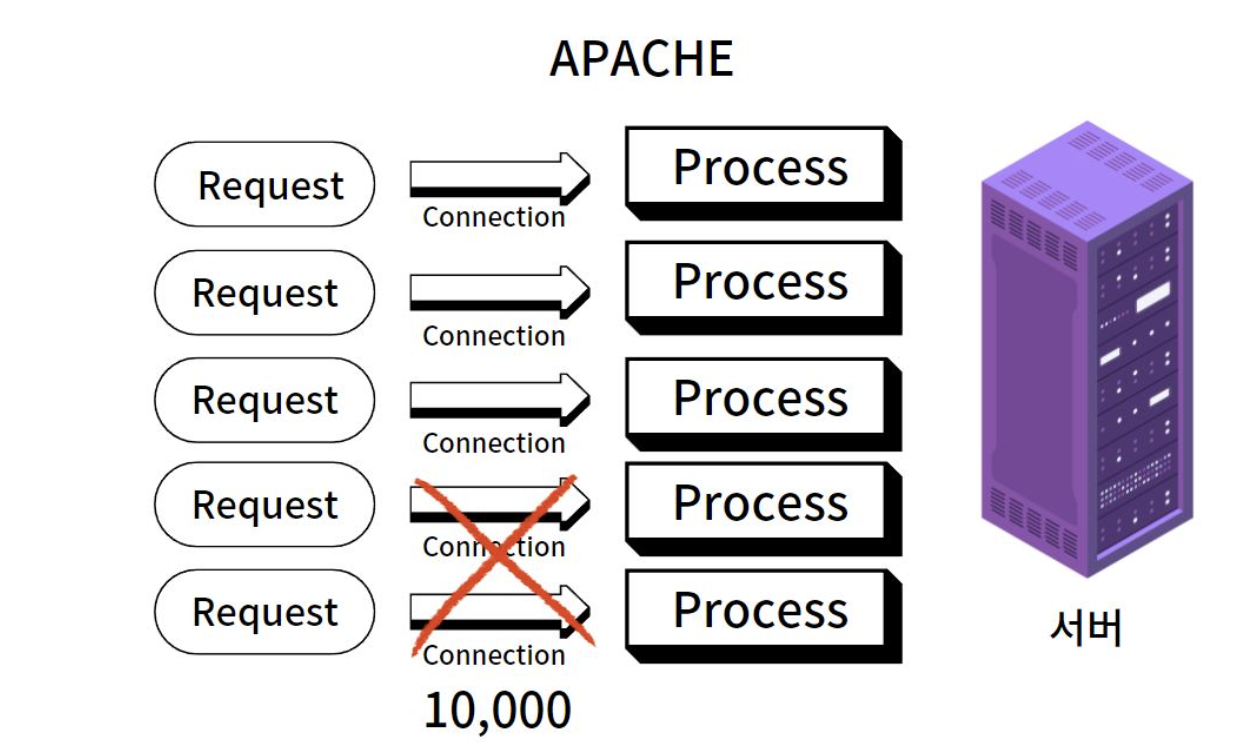 APACHE
Request
Connection
Process
Request
Connection
Process
Request
Connection
Process
Request
Connection
Process
Request
Connection
Process
서버
10,000